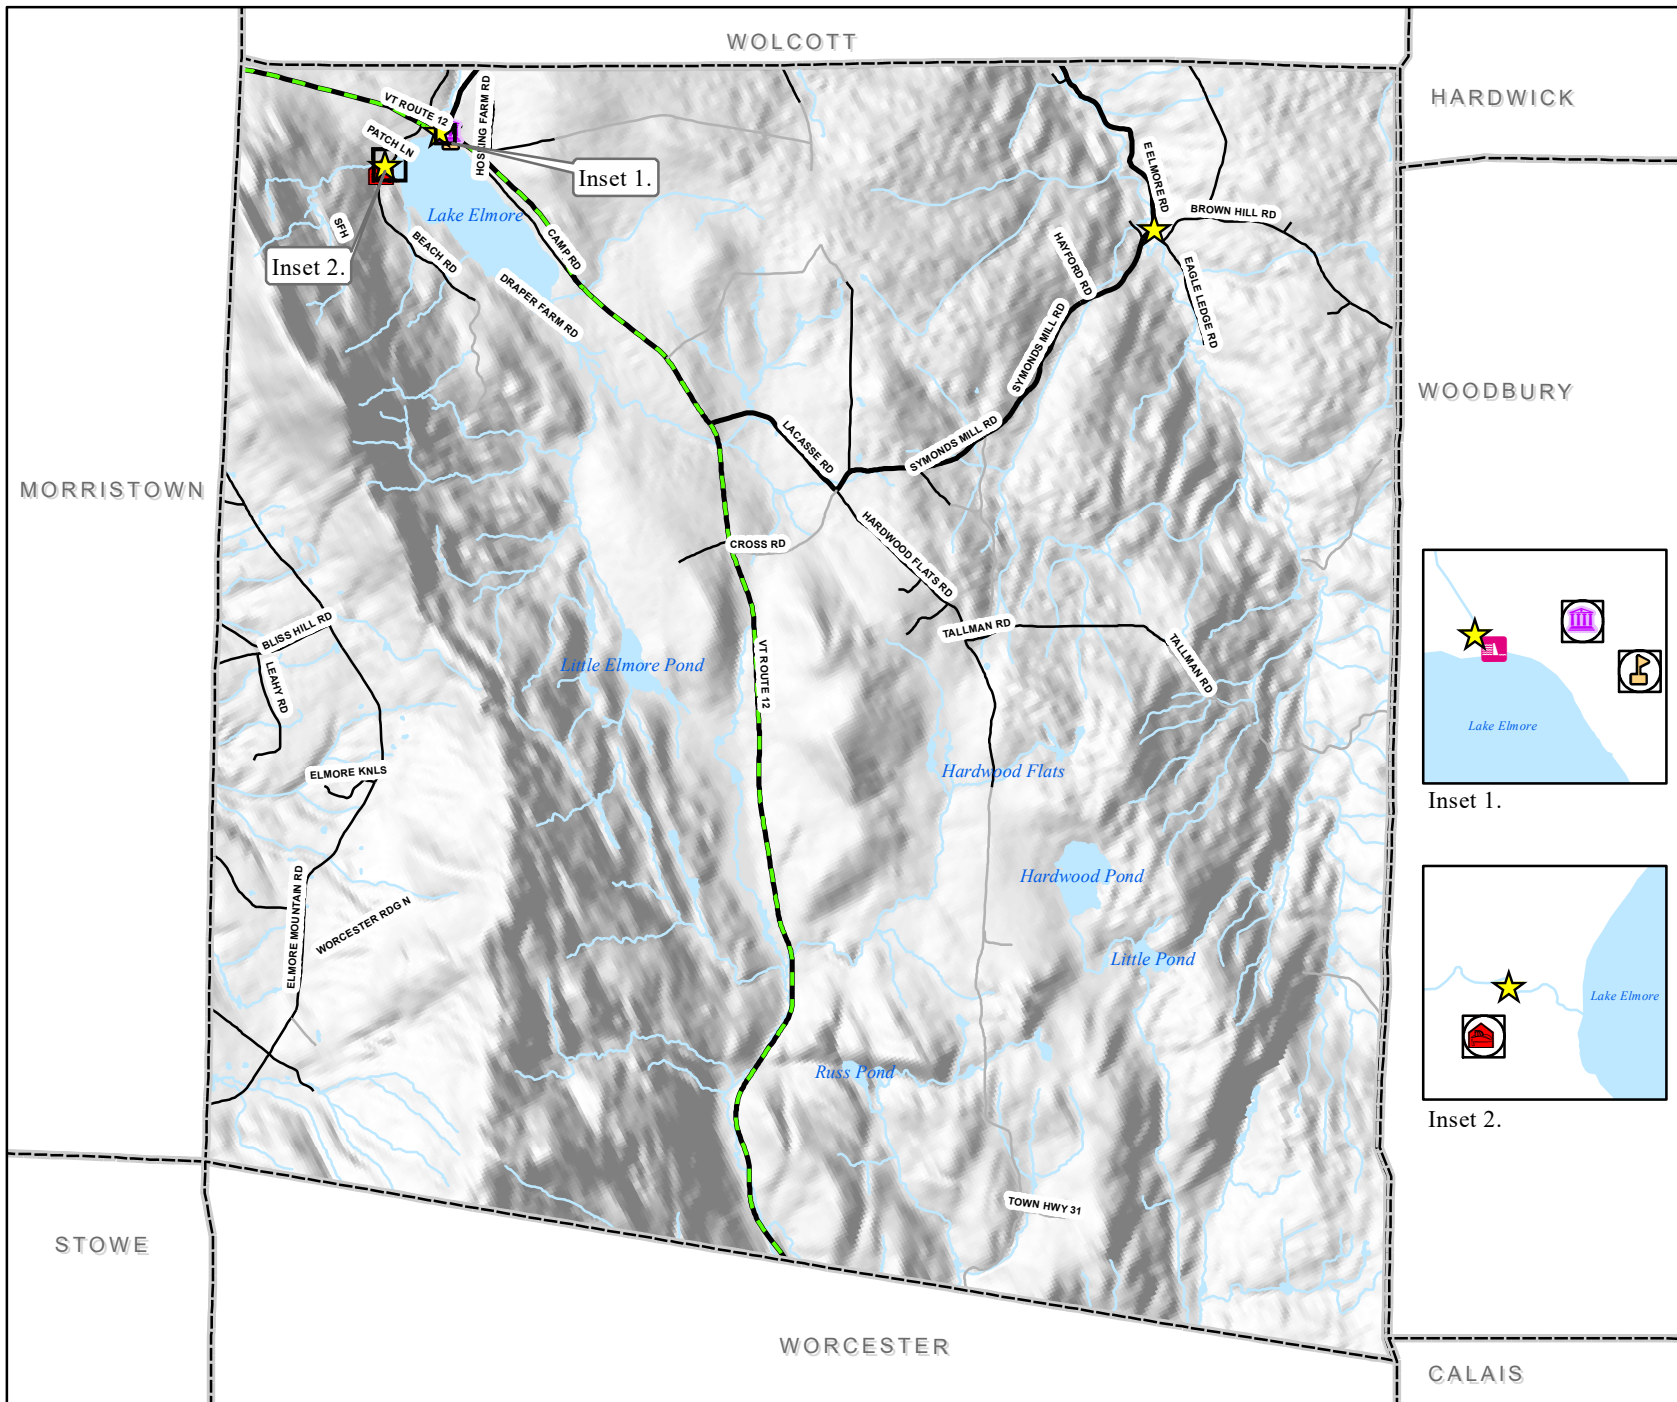 WOLCOTT
HARDWICK
VT ROUTE 12
HOSKING FARM RD
PATCH LN
Inset 1.
E ELMORE RD
BROWN HILL RD
Lake Elmore
SFH
BEACH RD
CAMP RD
HAYFORD RD
EAGLE LEDGE RD
Inset 2.
DRAPER FARM RD
SYMONDS MILL RD
WOODBURY
LACASSE RD
SYMONDS MILL RD
MORRISTOWN
CROSS RD
HARDWOOD FLATS RD
BLISS HILL RD
TALLMAN RD
TALLMAN RD
LEAHY RD
Little Elmore Pond
VT ROUTE 12
Lake Elmore
ELMORE KNLS
Hardwood Flats
Inset 1.
Hardwood Pond
ELMORE MOUNTAIN RD
WORCESTER RDG N
Little Pond
Lake Elmore
Russ Pond
Inset 2.
TOWN HWY 31
STOWE
WORCESTER
CALAIS